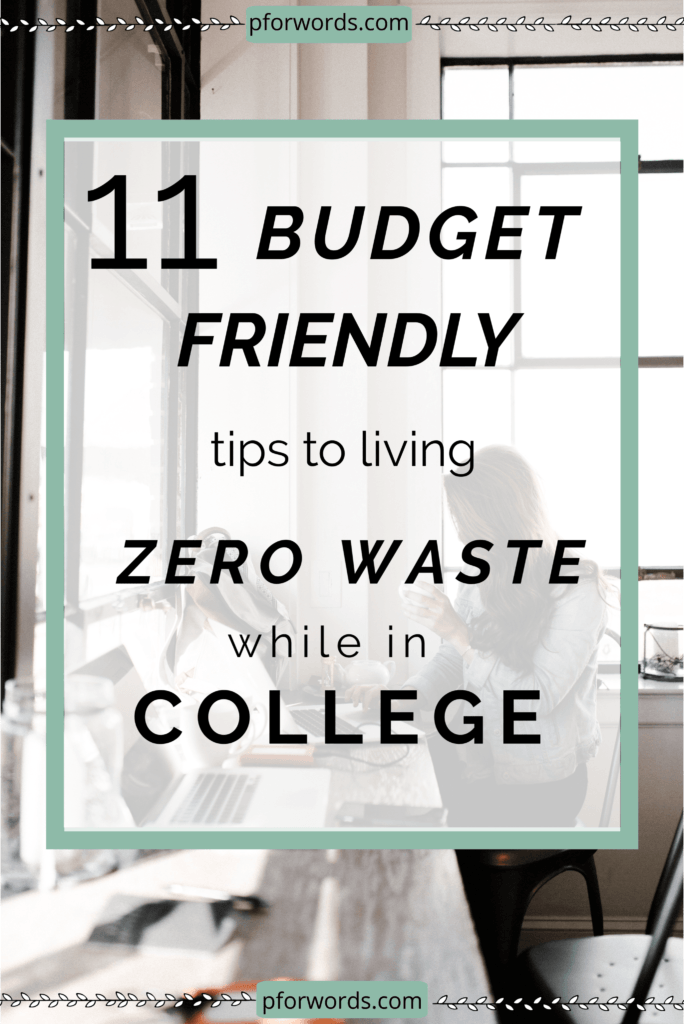 pforwords.com
11 BUDGET
FRIENDLY
tips to living
ZERO WASTE
while in
COLLEGE
pforwords.com